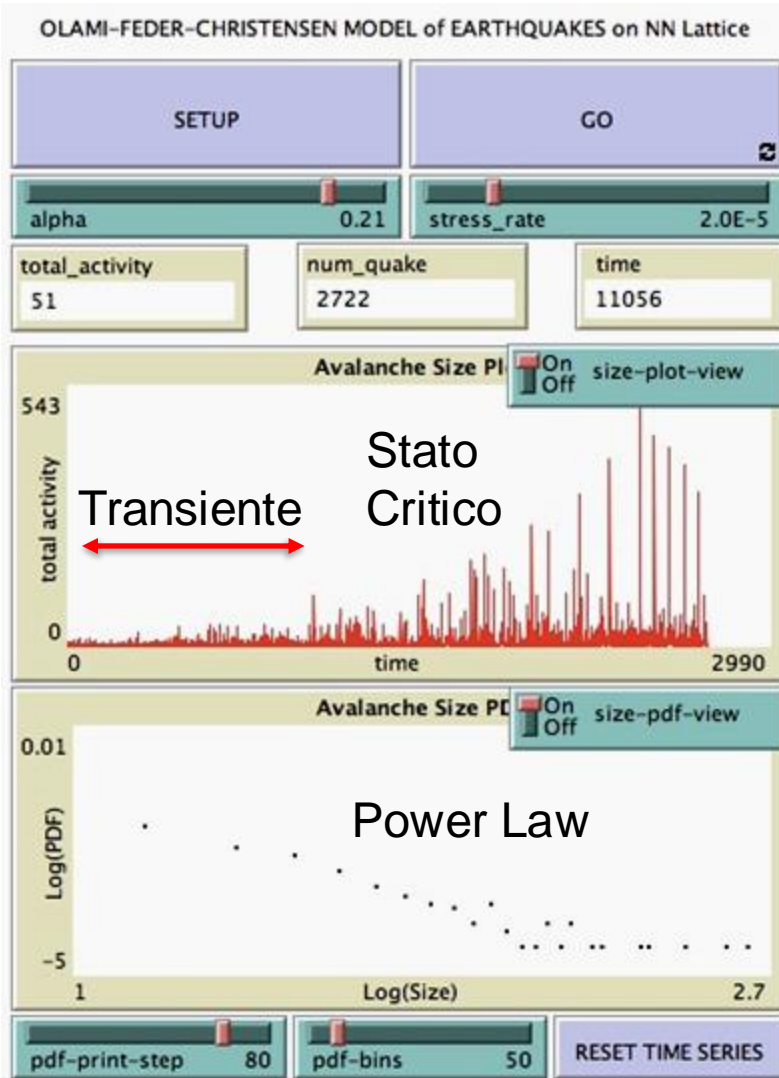 OLAMI-FEDER-CHRISTENSEN MODEL of EARTHQUAKES on NN Lattice
SETUP
GO
alpha 0.21
stress_rate 2.0E-5
total_activity
51
num_quake
2722
time
11056
Avalanche Size Pl
On
Off
size-plot-view
543
total activity
0
Transiente
Stato
Critico
0
time
2990
Avalanche Size PD
On
Off
size-pdf-view
0.01
Log(PDF)
-5
Power Law
1
Log(Size)
2.7
pdf-print-step 80
pdf-bins 50
RESET TIME SERIES